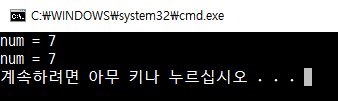 C:₩WINDOWS₩system32₩cmd.exe
num = 7
num = 7
계속하려면 아무 키나 누르십시오 . . .